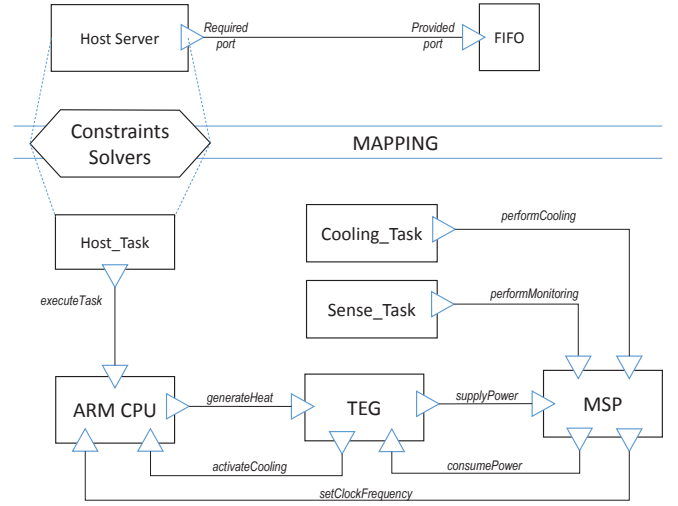 Host Server
Required
port
Provided
port
FIFO
Constraints
Solvers
MAPPING
Host_Task
Cooling_Task
performCooling
executeTask
Sense_Task
performMonitoring
ARM CPU
generateHeat
TEG
supplyPower
MSP
activateCooling
consumePower
setClockFrequency